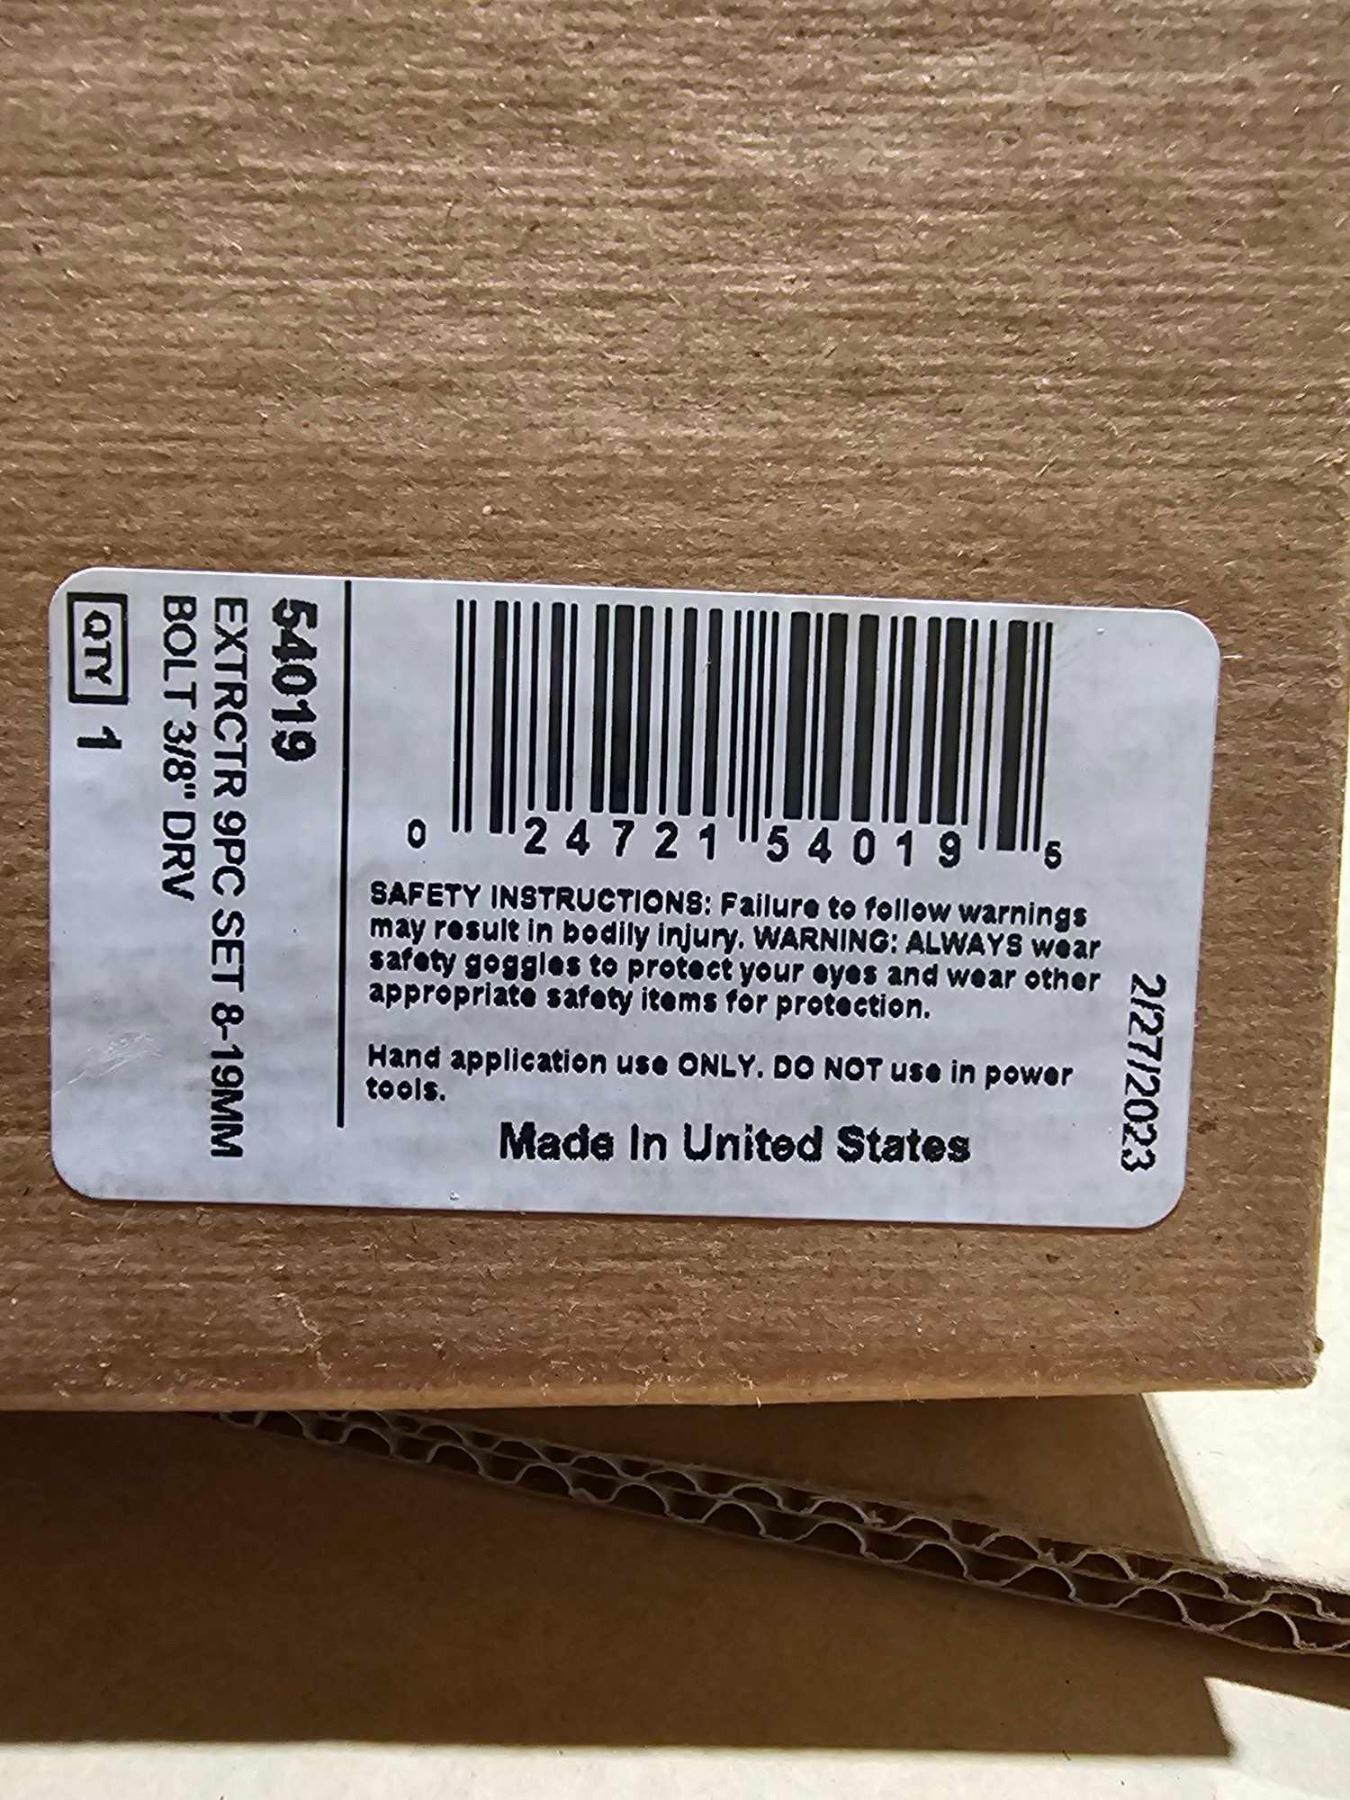 0 24721 54019 5
SAFETY INSTRUCTIONS: Failure to follow warnings
may result in bodily injury. WARNING: ALWAYS wear
safety goggles to protect your eyes and wear other
appropriate safety items for protection.
Hand application use ONLY. DO NOT use in power
tools.
Made In United States
2/27/2023
54019
EXTRCTR 9PC SET 8-19MM
BOLT 3/8" DRV
QTY 1